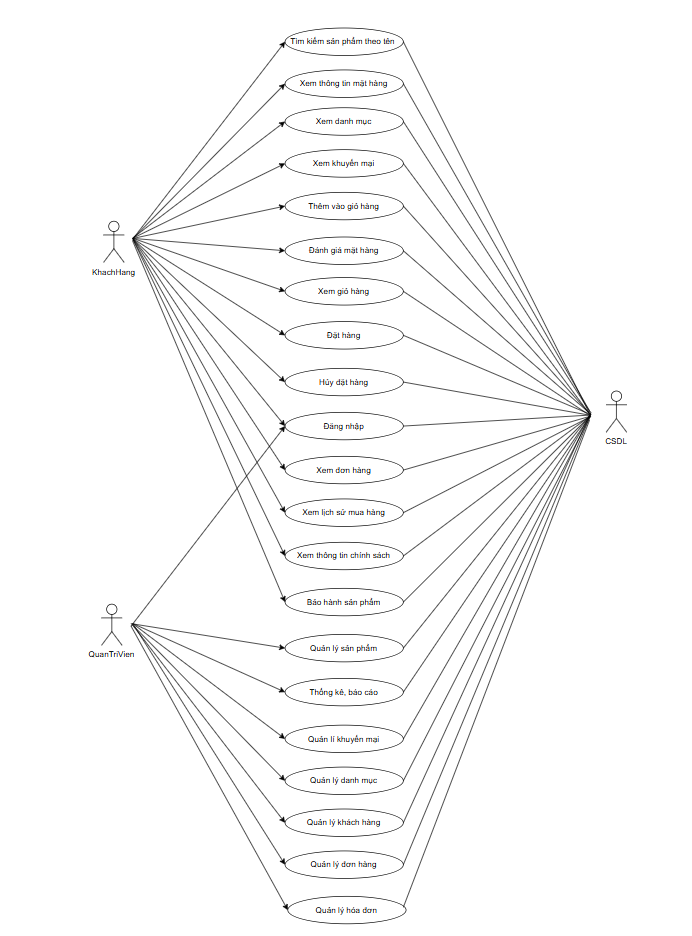 Tìm kiếm sản phẩm theo tên
Xem thông tin mặt hàng
Xem danh mục
Xem khuyến mại
Thêm vào giỏ hàng
Đánh giá mặt hàng
KhachHang
Xem giỏ hàng
Đặt hàng
Hủy đặt hàng
Đăng nhập
CSDL
Xem đơn hàng
Xem lịch sử mua hàng
Xem thông tin chính sách
Bảo hành sản phẩm
QuanTriVien
Quản lý sản phẩm
Thống kê, báo cáo
Quản lí khuyến mại
Quản lý danh mục
Quản lý khách hàng
Quản lý đơn hàng
Quản lý hóa đơn